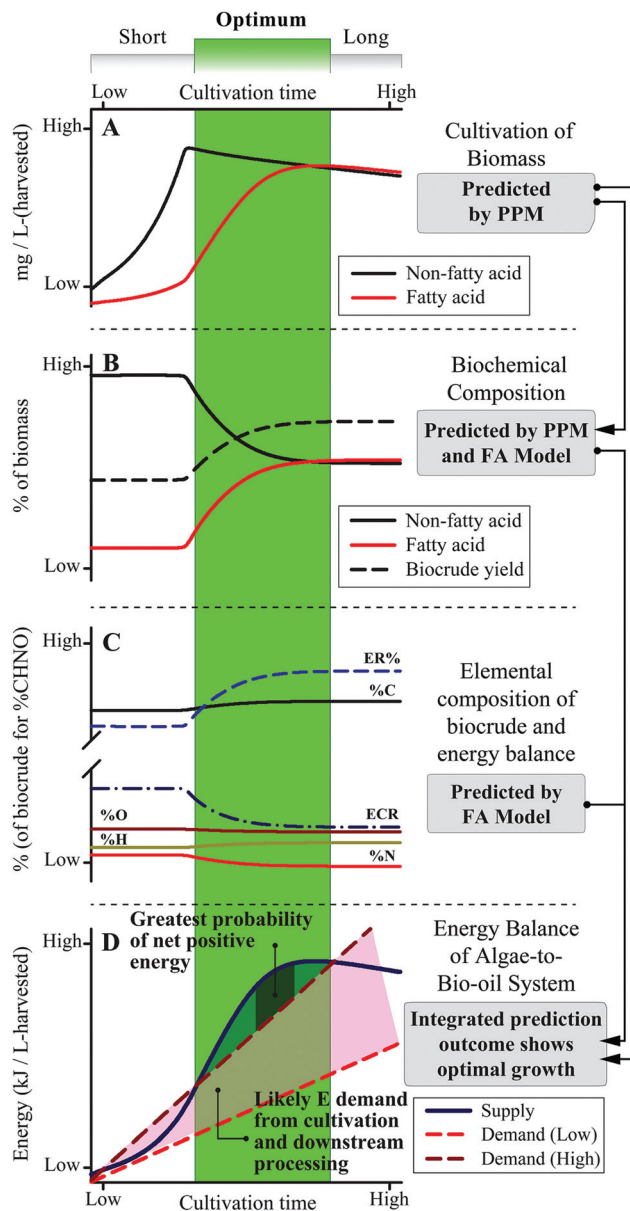 Short
Optimum
Long
Low
Cultivation time
High
A
High
Low
mg / L-(harvested)
Cultivation of
Biomass
Predicted
by PPM
Non-fatty acid
Fatty acid
B
High
Low
% of biomass
Biochemical
Composition
Predicted by PPM
and FA Model
Non-fatty acid
Fatty acid
Biocrude yield
C
High
Low
% (of biocrude for %CHNO)
ER%
%C
%O
ECR
%H
%N
Elemental
composition of
biocrude and
energy balance
Predicted by
FA Model
D
High
Low
Energy (kJ / L-harvested)
Greatest probability
of net positive
energy
Likely E demand
from cultivation
and downstream
processing
Energy Balance
of Algae-to-
Bio-oil System
Integrated prediction
outcome shows
optimal growth
Supply
Demand (Low)
Demand (High)
Low
Cultivation time
High